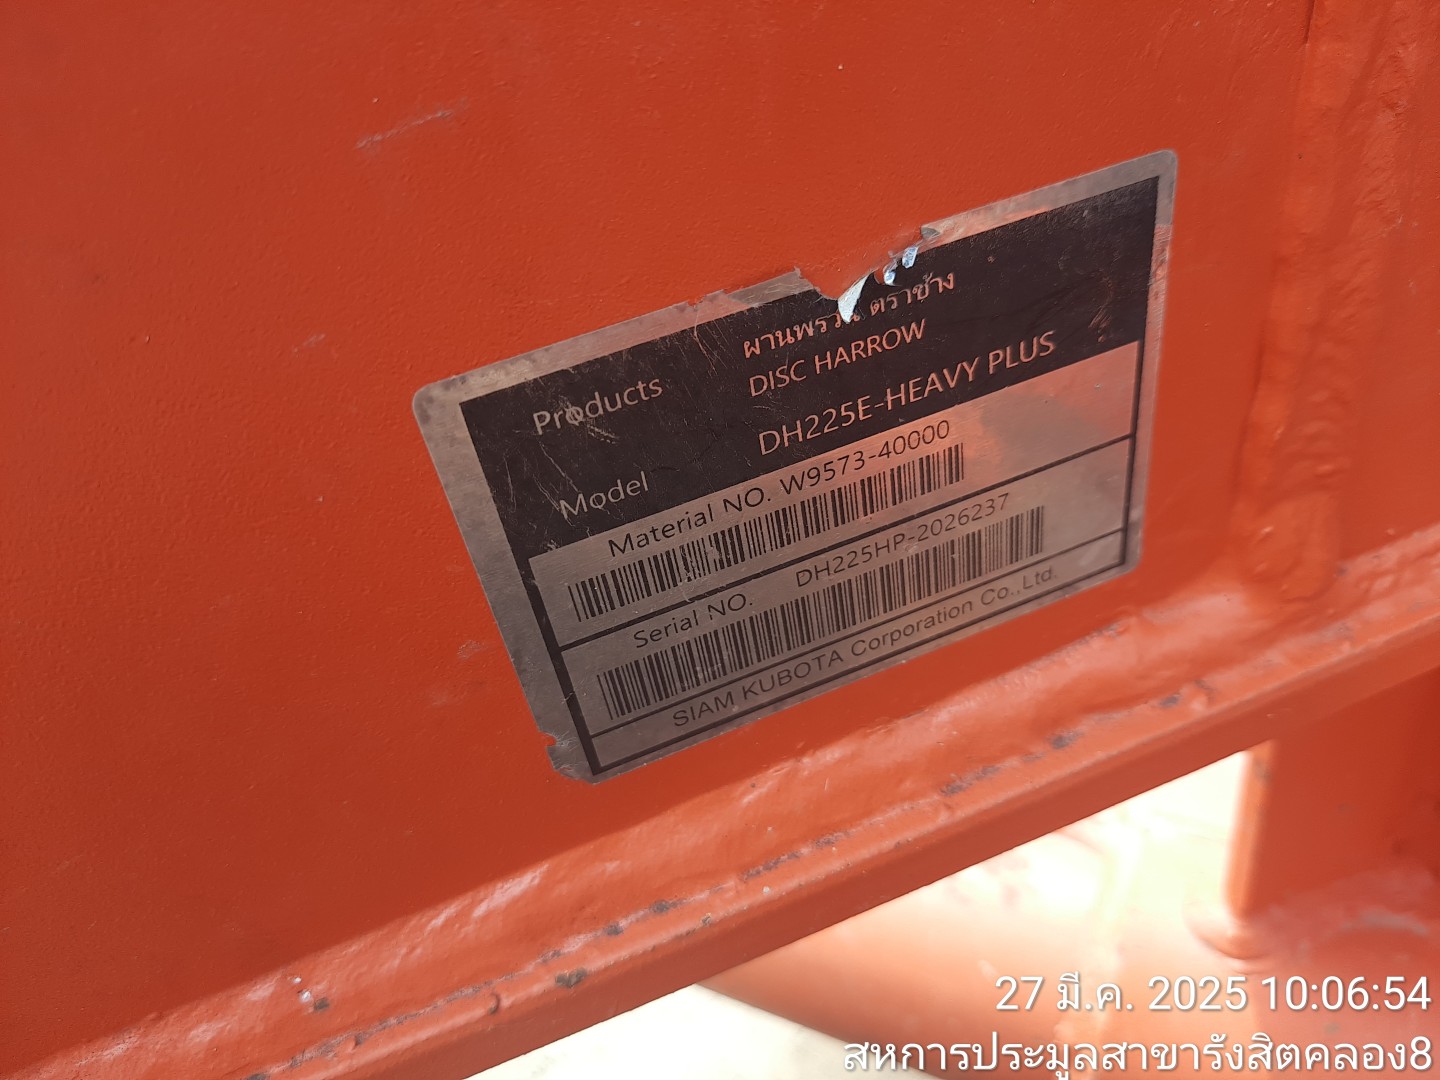 Products
ผานพรวน ตราช้าง
DISC HARROW
Model
DH225E-HEAVY PLUS
Material NO. W9573-40000
Serial NO. DH225HP-2026237
SIAM KUBOTA Corporation Co.,Ltd.
27 มี.ค. 2025 10:06:54
สหการประมูลสาขารังสิตคลอง8